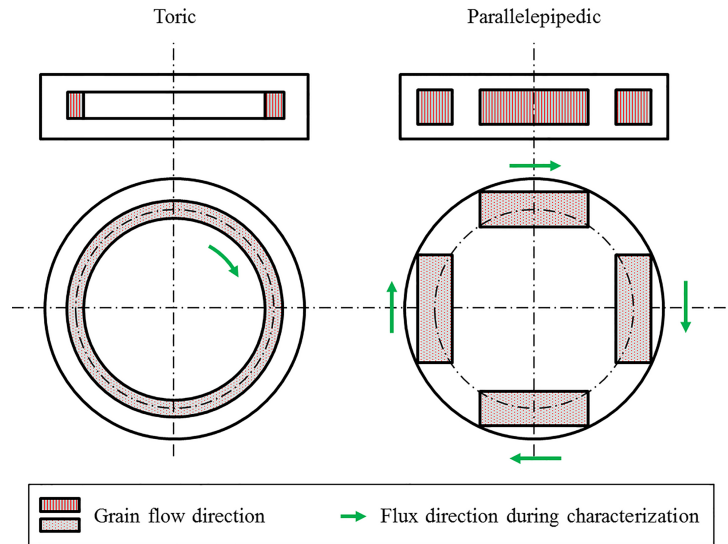 Toric
Parallelepipedic
Grain flow direction
Flux direction during characterization